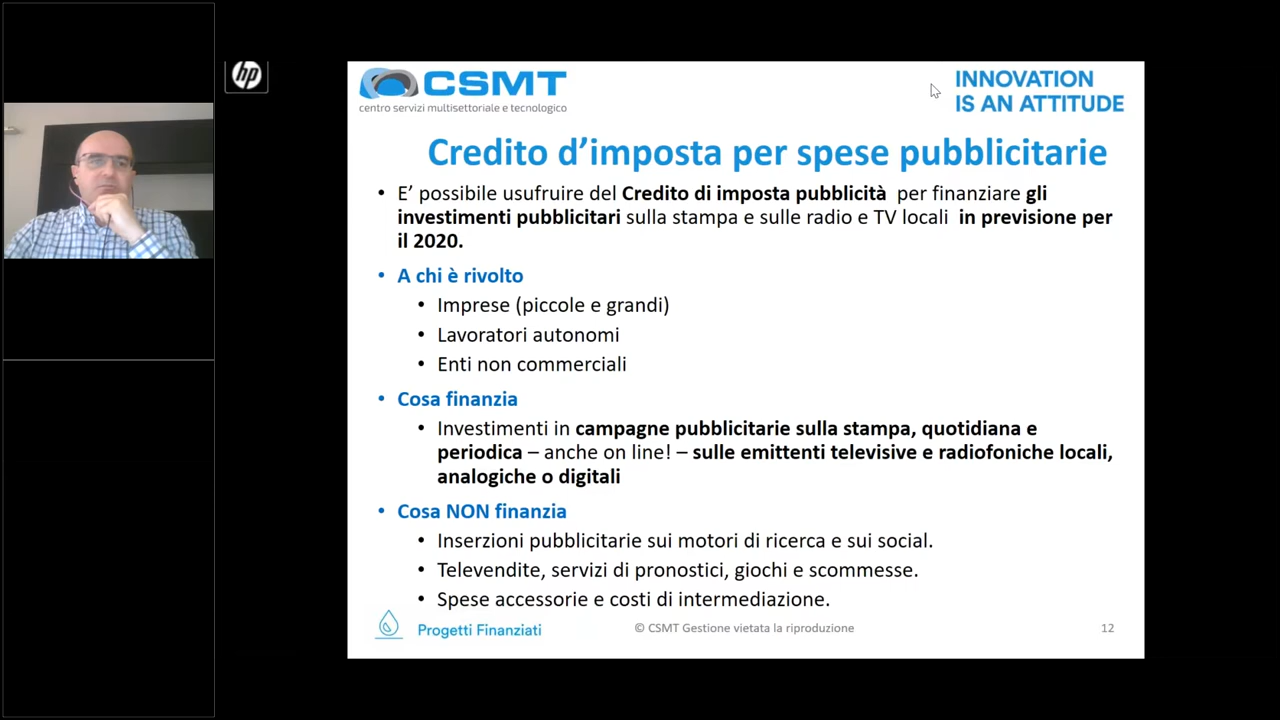 hp
CSMT
centro servizi multisettoriale e tecnologico
INNOVATION
IS AN ATTITUDE
Credito d’imposta per spese pubblicitarie
• E’ possibile usufruire del Credito di imposta pubblicità per finanziare gli
investimenti pubblicitari sulla stampa e sulle radio e TV locali in previsione per
il 2020.
• A chi è rivolto
• Imprese (piccole e grandi)
• Lavoratori autonomi
• Enti non commerciali
• Cosa finanzia
• Investimenti in campagne pubblicitarie sulla stampa, quotidiana e
periodica – anche on line! – sulle emittenti televisive e radiofoniche locali,
analogiche o digitali
• Cosa NON finanzia
• Inserzioni pubblicitarie sui motori di ricerca e sui social.
• Televendite, servizi di pronostici, giochi e scommesse.
• Spese accessorie e costi di intermediazione.
Progetti Finanziati
© CSMT Gestione vietata la riproduzione
12